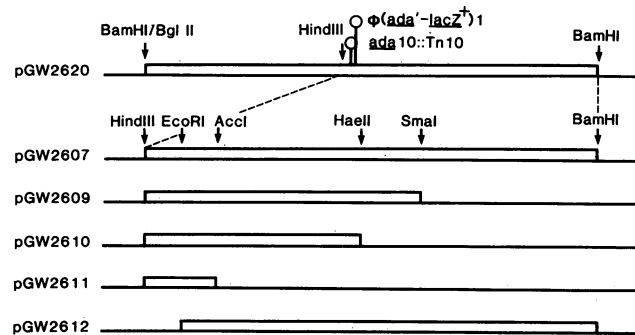 Φ(ada'-lacZ+)1
BamHI/Bgl II HindIII ada10::Tn10 BamHI
pGW2620
HindIII EcoRI AccI HaeII SmaI BamHI
pGW2607
pGW2609
pGW2610
pGW2611
pGW2612